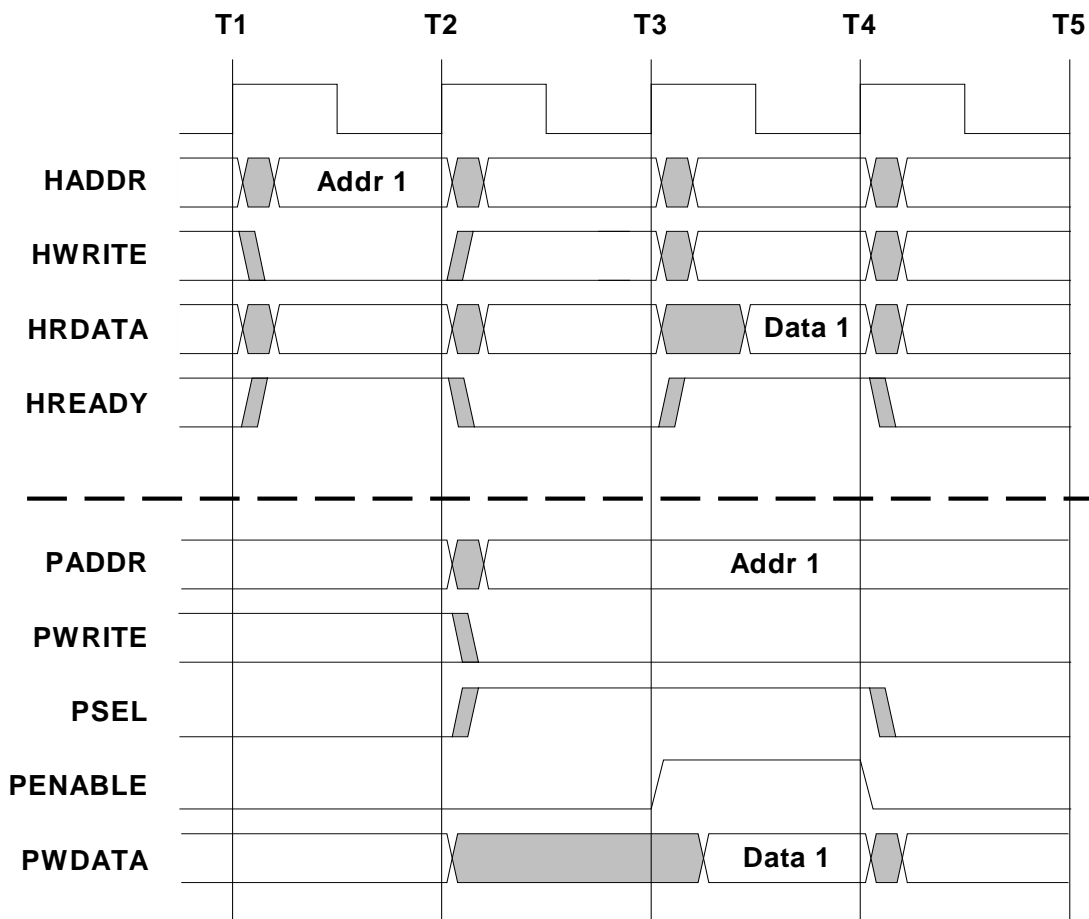 T1 T2 T3 T4 T5
HADDR Addr 1
HWRITE
HRDATA Data 1
HREADY
PADDR Addr 1
PWRITE
PSEL
PENABLE
PWDATA Data 1